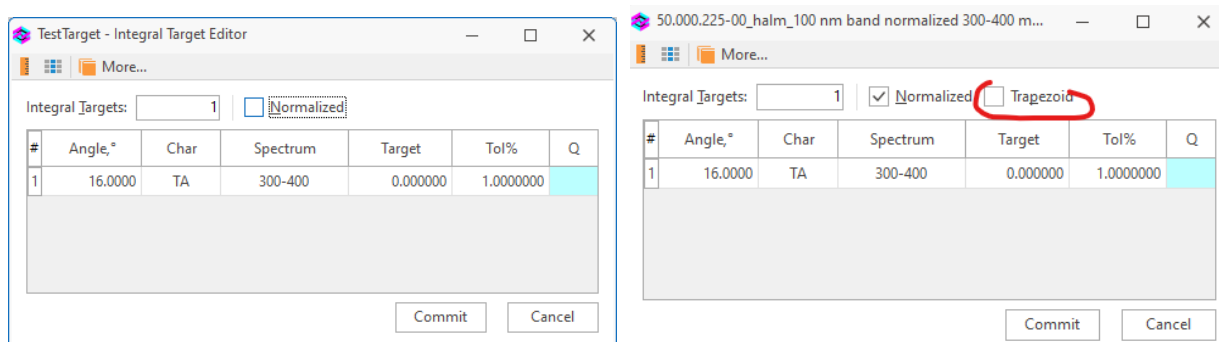 TestTarget - Integral Target Editor
More...
Integral Targets: 1 Normalized
# Angle,° Char Spectrum Target Tol% Q
1 16.0000 TA 300-400 0.000000 1.0000000
Commit Cancel
50.000.225-00_halm_100 nm band normalized 300-400 m...
More...
Integral Targets: 1 Normalized Trapezoid
# Angle,° Char Spectrum Target Tol% Q
1 16.0000 TA 300-400 0.000000 1.0000000
Commit Cancel